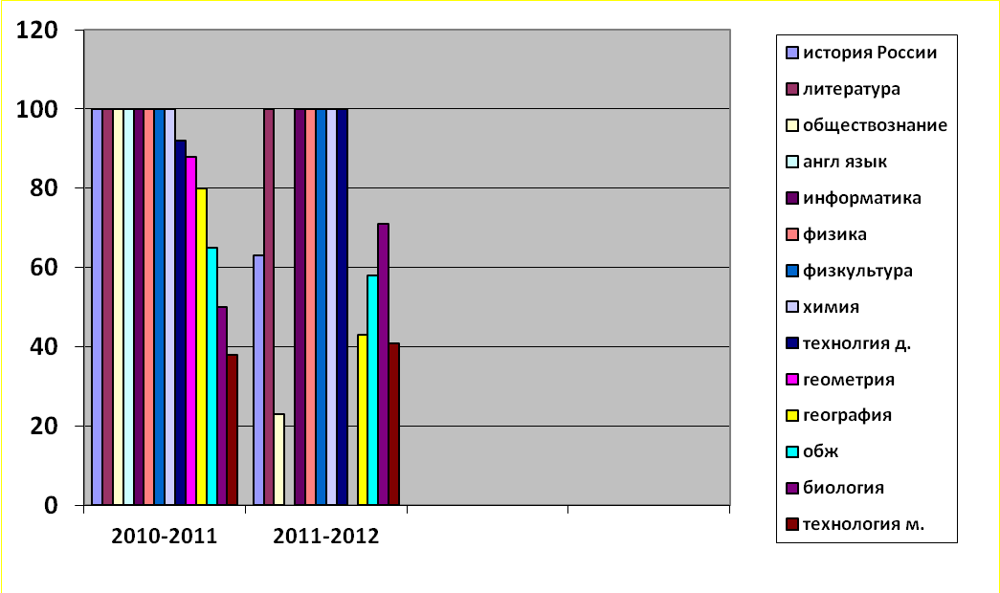 120
100
80
60
40
20
0
2010-2011
2011-2012
история России
литература
обществознание
англ язык
информатика
физика
физкультура
химия
технолгия д.
геометрия
география
обж
биология
технология м.